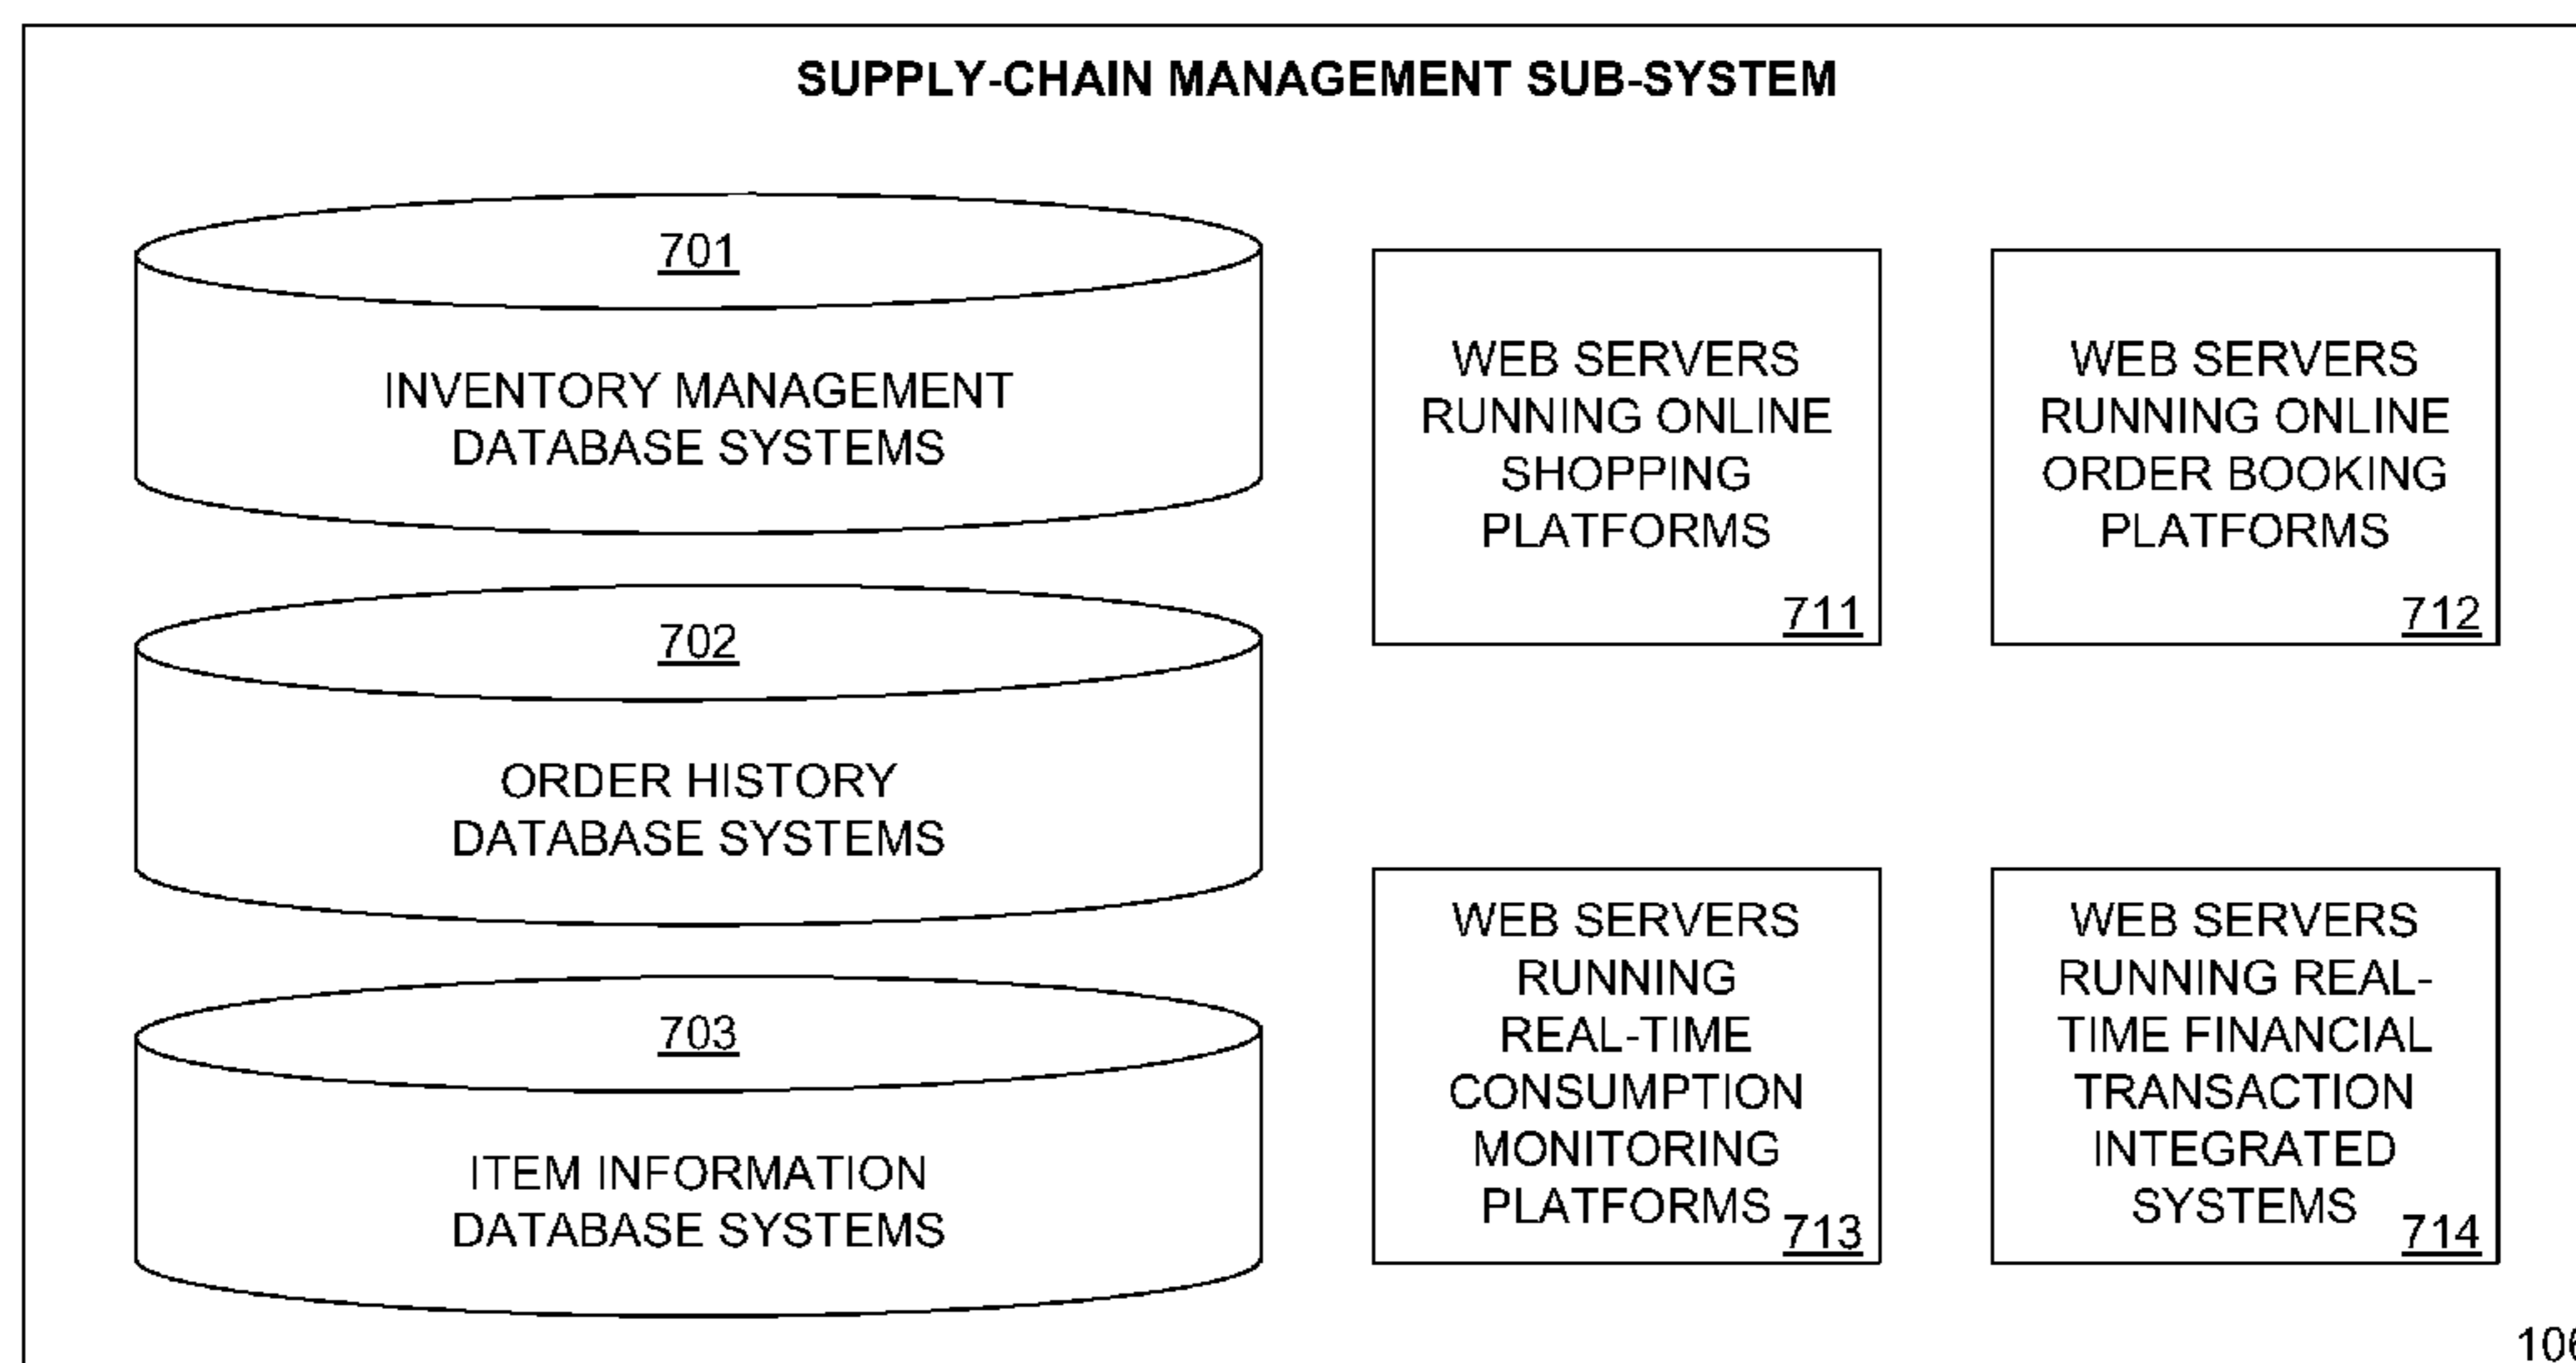 SUPPLY-CHAIN MANAGEMENT SUB-SYSTEM
701
INVENTORY MANAGEMENT
DATABASE SYSTEMS
702
ORDER HISTORY
DATABASE SYSTEMS
703
ITEM INFORMATION
DATABASE SYSTEMS
WEB SERVERS
RUNNING ONLINE
SHOPPING
PLATFORMS
711
WEB SERVERS
RUNNING ONLINE
ORDER BOOKING
PLATFORMS
712
WEB SERVERS
RUNNING
REAL-TIME
CONSUMPTION
MONITORING
PLATFORMS
713
WEB SERVERS
RUNNING REAL-
TIME FINANCIAL
TRANSACTION
INTEGRATED
SYSTEMS
714
106